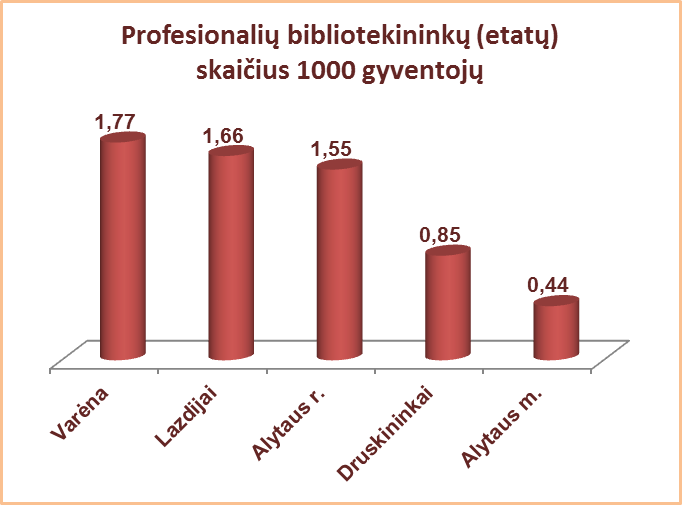 Profesionalių bibliotekininkų (etatų)
skaičius 1000 gyventojų
1,77
1,66
1,55
0,85
0,44
Varėna
Lazdijai
Alytaus r.
Druskininkai
Alytaus m.